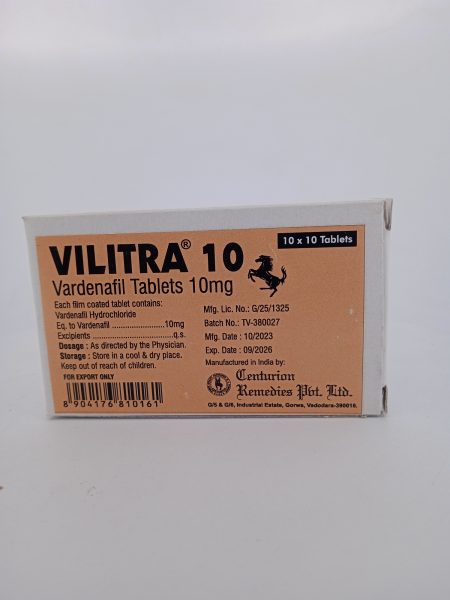 10 x 10 Tablets
VILITRA® 10
Vardenafil Tablets 10mg
Each film coated tablet contains:
Vardenafil Hydrochloride
Eq. to Vardenafil ........................10mg
Excipients ......................................q.s.
Dosage : As directed by the Physician.
Storage : Store in a cool & dry place.
Keep out of reach of children.
FOR EXPORT ONLY
8 904176 810161
Mfg. Lic. No.: G/25/1325
Batch No.: TV-380027
Mfg. Date : 10/2023
Exp. Date : 09/2026
Manufactured in India by:
Centurion
Remedies Pvt. Ltd.
G/5 & G/6, Industrial Estate, Gorwa, Vadodara-390016.